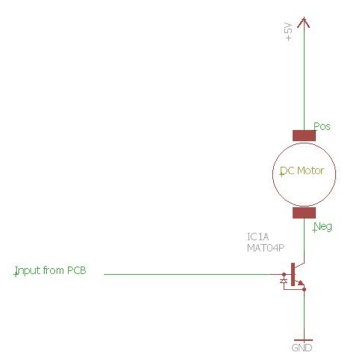 +5V
Pos
DC Motor
Neg
IC1A
MAT04P
Input from PCB
GND